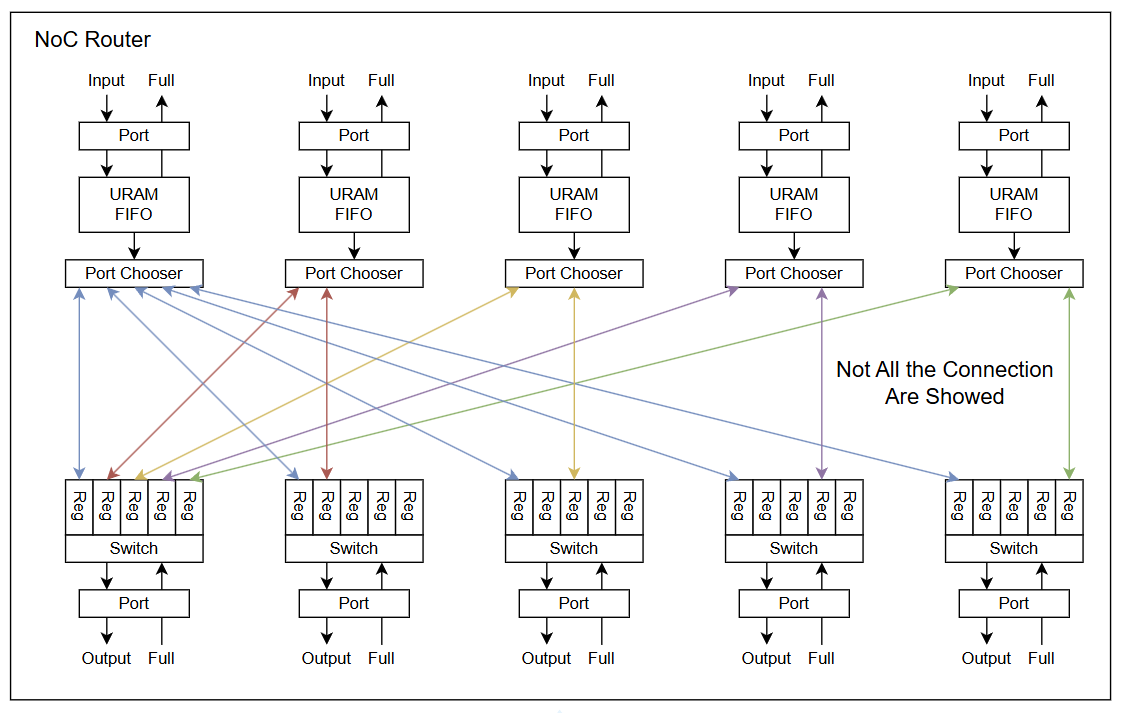 NoC Router
Input Full Input Full Input Full Input Full Input Full
Port Port Port Port Port
URAM URAM URAM URAM URAM
FIFO FIFO FIFO FIFO FIFO
Port Chooser Port Chooser Port Chooser Port Chooser Port Chooser
Not All the Connection
Are Showed
Reg Reg Reg Reg Reg Reg Reg Reg Reg Reg Reg Reg Reg Reg Reg Reg Reg Reg Reg Reg Reg Reg Reg Reg Reg
Switch Switch Switch Switch Switch
Port Port Port Port Port
Output Full Output Full Output Full Output Full Output Full